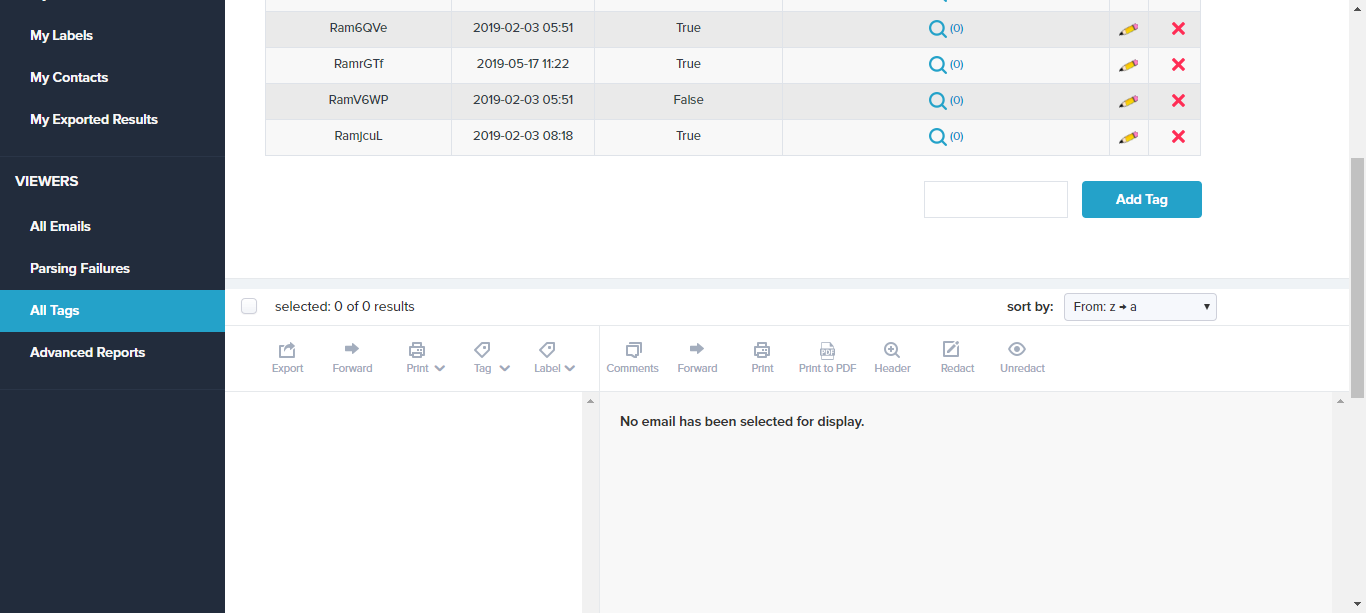 My Labels
My Contacts
My Exported Results
VIEWERS
All Emails
Parsing Failures
All Tags
Advanced Reports
Ram6QVe 2019-02-03 05:51 True (0)
RamrGTf 2019-05-17 11:22 True (0)
RamV6WP 2019-02-03 05:51 False (0)
RamJcuL 2019-02-03 08:18 True (0)
Add Tag
selected: 0 of 0 results sort by: From: z → a
Export Forward Print Tag Label Comments Forward Print Print to PDF Header Redact Unredact
No email has been selected for display.